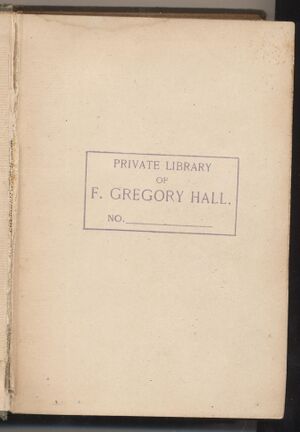 PRIVATE LIBRARY
OF
F. GREGORY HALL.
NO.